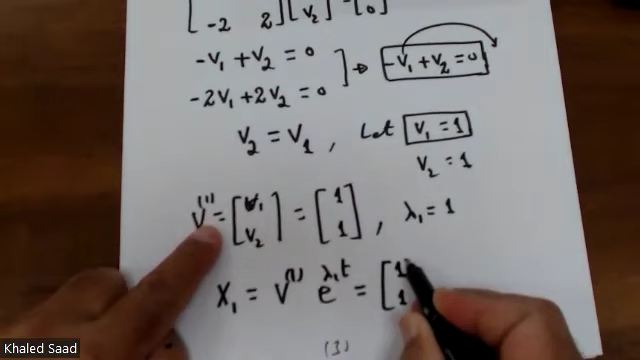 -2 2] [v₂] [0]
-v₁ + v₂ = 0
-2v₁ + 2v₂ = 0 ] → -v₁ + v₂ = 0
v₂ = v₁ , Let v₁ = 1
v₂ = 1
v⁽¹⁾ = [v₁ v₂] = [1 1] , λ₁ = 1
x₁ = v⁽¹⁾ e^λ₁t = [1 1
(3)
Khaled Saad